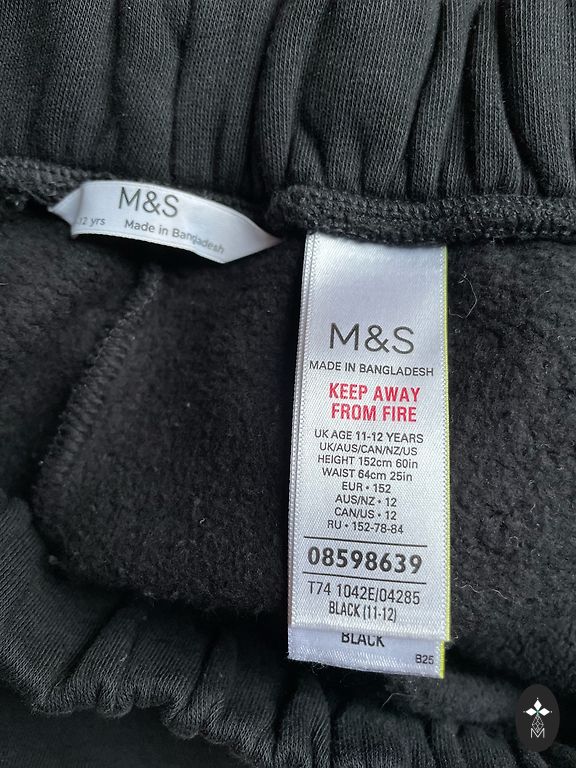 M&S
12 yrs Made in Bangladesh
M&S
MADE IN BANGLADESH
KEEP AWAY
FROM FIRE
UK AGE 11-12 YEARS
UK/AUS/CAN/NZ/US
HEIGHT 152cm 60in
WAIST 64cm 25in
EUR • 152
AUS/NZ • 12
CAN/US • 12
RU • 152-78-84
08598639
T74 1042E/04285
BLACK (11-12)
BLACK
B25
M